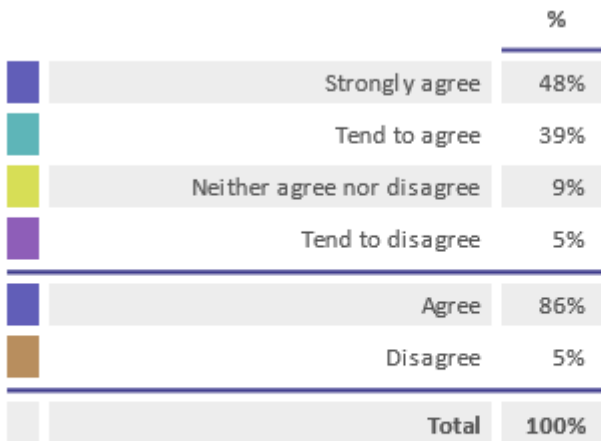 %
Strongly agree 48%
Tend to agree 39%
Neither agree nor disagree 9%
Tend to disagree 5%
Agree 86%
Disagree 5%
Total 100%